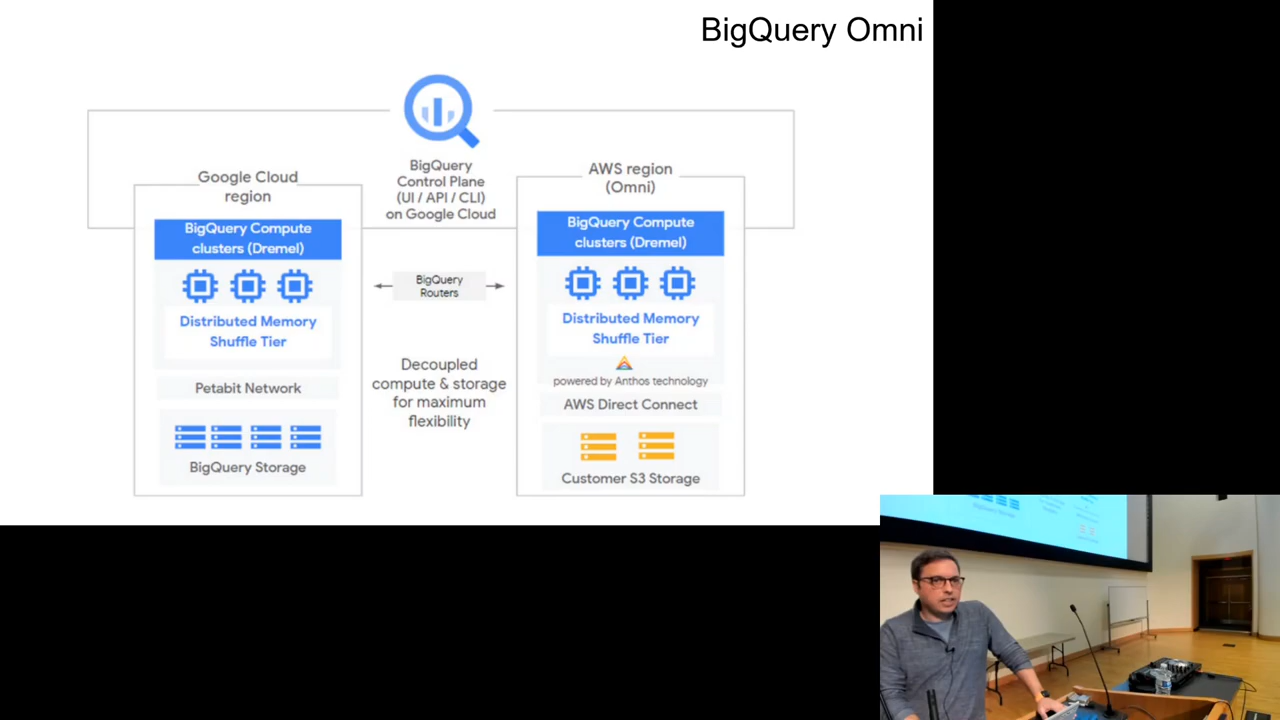 BigQuery Omni
BigQuery
Control Plane
(UI / API / CLI)
on Google Cloud
Google Cloud
region
BigQuery Compute
clusters (Dremel)
Distributed Memory
Shuffle Tier
Petabit Network
BigQuery Storage
BigQuery
Routers
Decoupled
compute & storage
for maximum
flexibility
AWS region
(Omni)
BigQuery Compute
clusters (Dremel)
Distributed Memory
Shuffle Tier
powered by Anthos technology
AWS Direct Connect
Customer S3 Storage